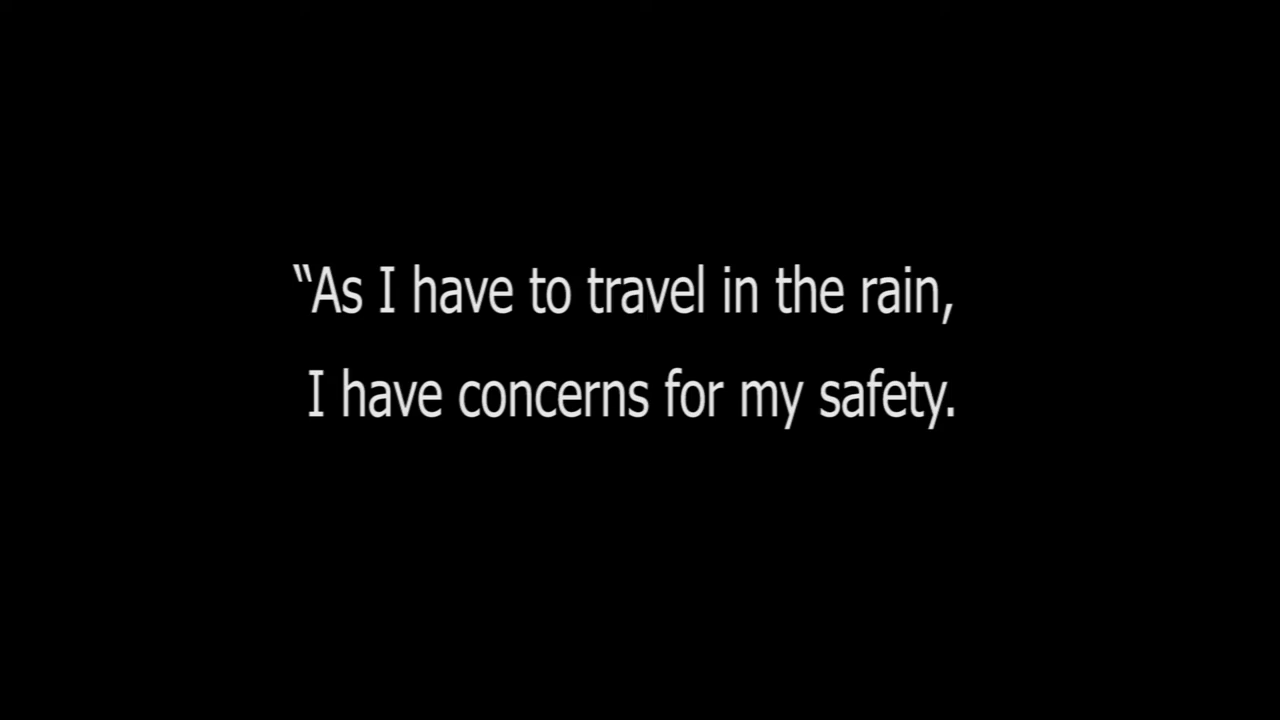 “As I have to travel in the rain,
I have concerns for my safety.